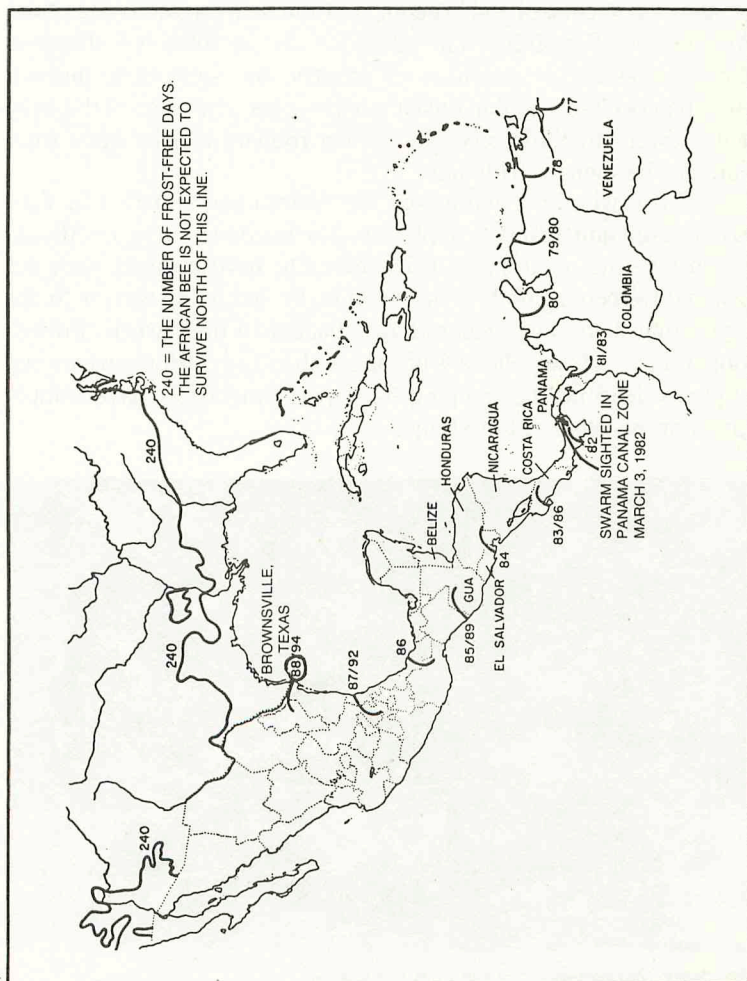 240 = THE NUMBER OF FROST-FREE DAYS.
THE AFRICAN BEE IS NOT EXPECTED TO
SURVIVE NORTH OF THIS LINE.
240
240
240
BROWNSVILLE,
TEXAS
88/94
87/92
86
BELIZE
HONDURAS
GUA
85/89
EL SALVADOR
84
NICARAGUA
COSTA RICA
83/86
PANAMA
82
SWARM SIGHTED IN
PANAMA CANAL ZONE
MARCH 3, 1982
81/83
COLOMBIA
80
79/80
VENEZUELA
78
77